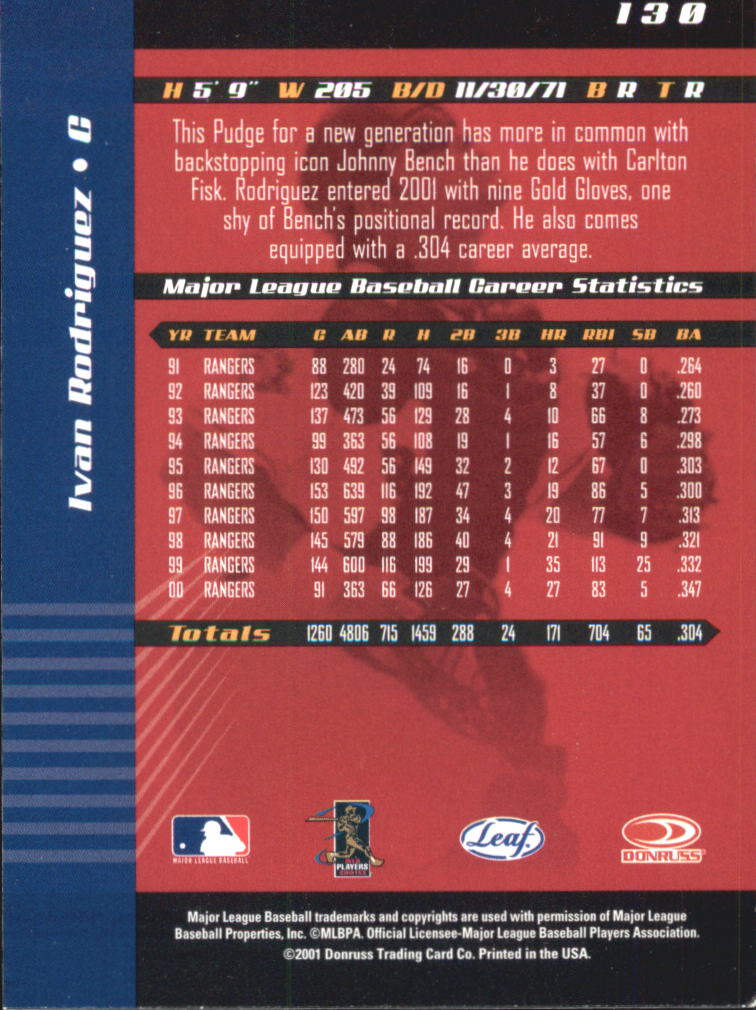 130
H 5' 9" W 205 B/D 11/30/71 B R T R
This Pudge for a new generation has more in common with
backstopping icon Johnny Bench than he does with Carlton
Fisk. Rodriguez entered 2001 with nine Gold Gloves, one
shy of Bench's positional record. He also comes
equipped with a .304 career average.
Ivan Rodriguez • C
Major League Baseball Career Statistics
YR TEAM G AB R H 2B 3B HR RBI SB BA
91 RANGERS 88 280 24 74 16 0 3 27 0 .264
92 RANGERS 123 420 39 109 16 1 8 37 0 .260
93 RANGERS 137 473 56 129 28 4 10 66 8 .273
94 RANGERS 99 363 56 108 19 1 16 57 6 .298
95 RANGERS 130 492 56 149 32 2 12 67 0 .303
96 RANGERS 153 639 116 192 47 3 19 86 5 .300
97 RANGERS 150 597 98 187 34 4 20 77 7 .313
98 RANGERS 145 579 88 186 40 4 21 91 9 .321
99 RANGERS 144 600 116 199 29 1 35 113 25 .332
00 RANGERS 91 363 66 126 27 4 27 83 5 .347
Totals 1260 4806 715 1459 288 24 171 704 65 .304
MAJOR LEAGUE BASEBALL
PLAYERS
CHOICE
Leaf
DONRUSS
Major League Baseball trademarks and copyrights are used with permission of Major League
Baseball Properties, Inc. ©MLBPA. Official Licensee-Major League Baseball Players Association.
©2001 Donruss Trading Card Co. Printed in the USA.